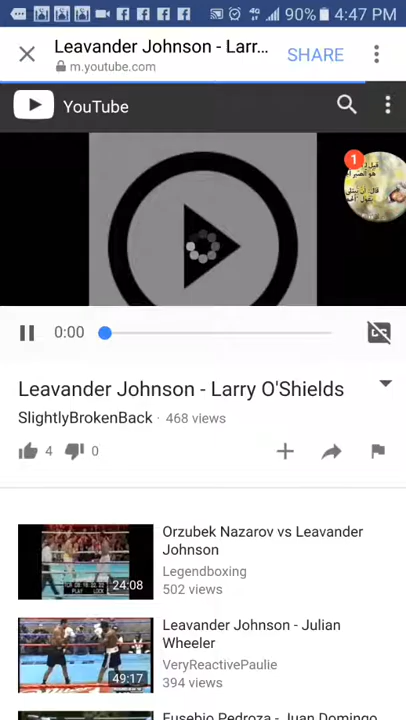 90% 4:47 PM
Leavander Johnson - Larr...
SHARE
m.youtube.com
YouTube
1
0:00
CC
Leavander Johnson - Larry O'Shields
SlightlyBrokenBack · 468 views
4 0
Orzubek Nazarov vs Leavander
Johnson
Legendboxing
502 views
24:08
Leavander Johnson - Julian
Wheeler
VeryReactivePaulie
394 views
49:17
Eusebio Pedroza - Juan Domingo